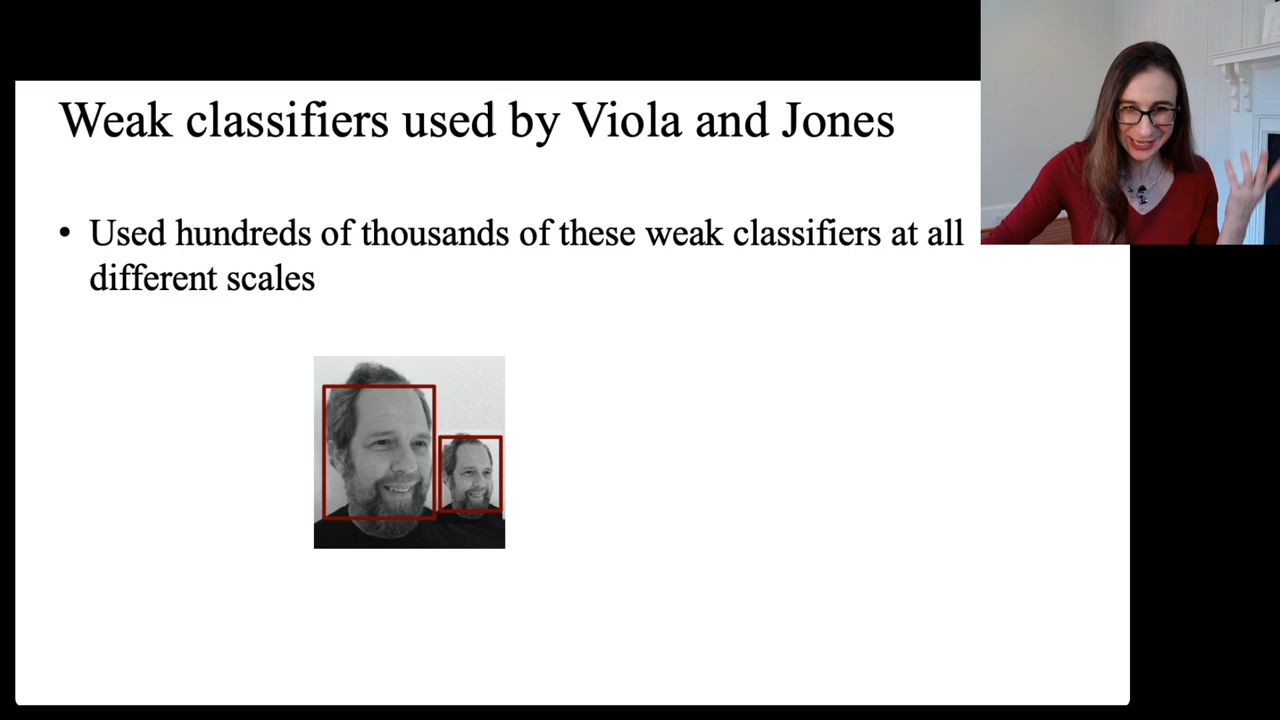 Weak classifiers used by Viola and Jones
• Used hundreds of thousands of these weak classifiers at all
different scales